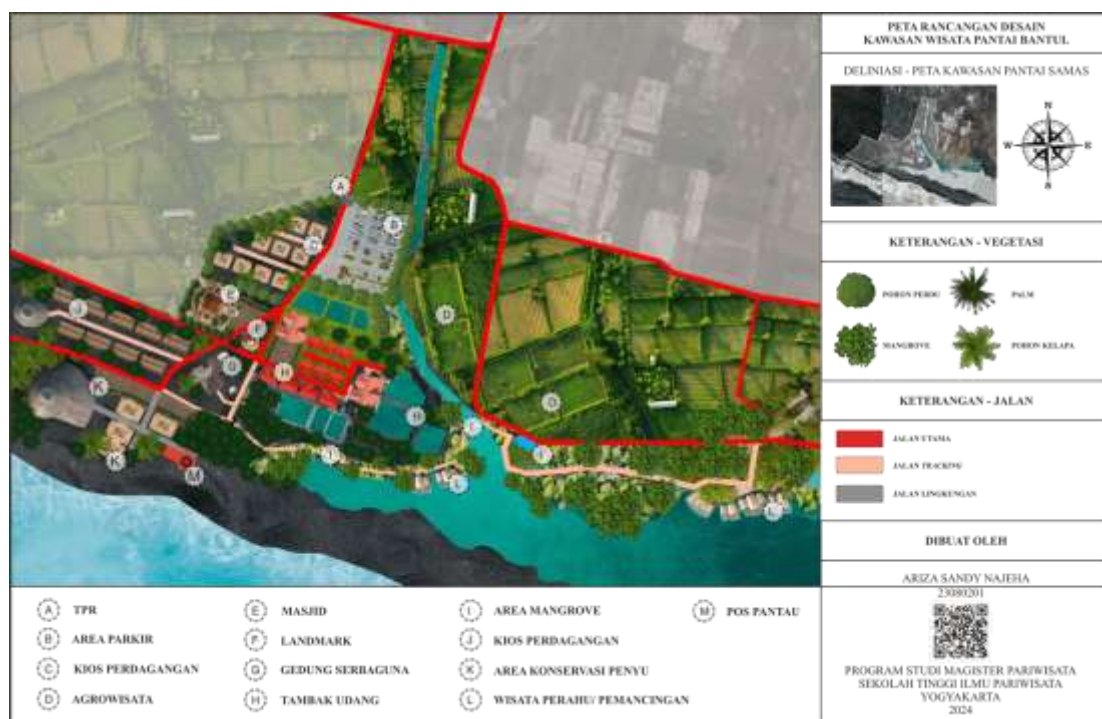 PETA RANCANGAN DESAIN
KAWASAN WISATA PANTAI BANTUL
DELINIASI - PETA KAWASAN PANTAI SAMAS
N
W
E
S
KETERANGAN - VEGETASI
POHON PERDU
PALM
MANGROVE
POHON KELAPA
KETERANGAN - JALAN
JALAN UTAMA
JALAN TRACKING
JALAN LINGKUNGAN
DIBUAT OLEH
ARIZA SANDY NAJEHA
23080201
PROGRAM STUDI MAGISTER PARIWISATA
SEKOLAH TINGGI ILMU PARIWISATA
YOGYAKARTA
2024
A
B
E
D
J
F
H
K
D
K
M
L
A TPR
B AREA PARKIR
C KIOS PERDAGANGAN
D AGROWISATA
E MASJID
F LANDMARK
G GEDUNG SERBAGUNA
H TAMBAK UDANG
I AREA MANGROVE
J KIOS PERDAGANGAN
K AREA KONSERVASI PENYU
L WISATA PERAHU/ PEMANCINGAN
M POS PANTAU